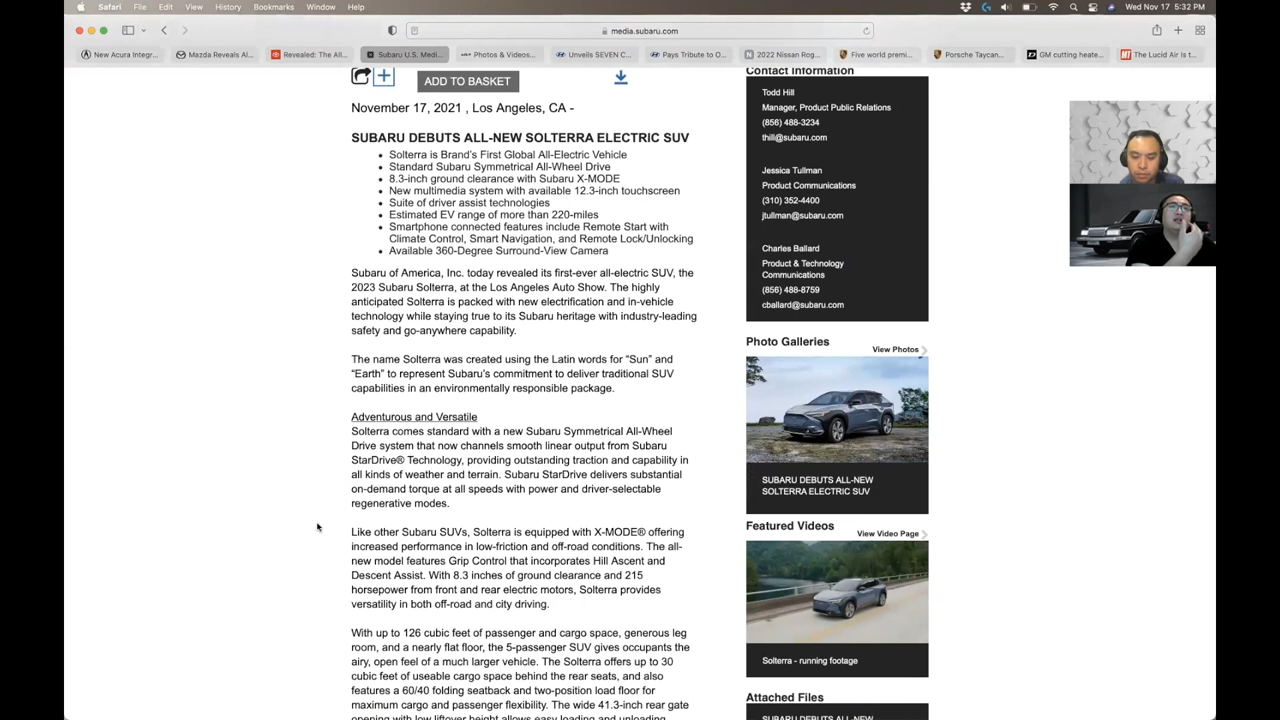 Safari File Edit View History Bookmarks Window Help
Wed Nov 17 5:32 PM
media.subaru.com
New Acura Integr...
Mazda Reveals Al...
Revealed: The All...
Subaru U.S. Medi...
Photos & Videos...
Unveils SEVEN C...
Pays Tribute to O...
2022 Nissan Rog...
Five world premi...
Porsche Taycan...
GM cutting heate...
The Lucid Air is t...
ADD TO BASKET
November 17, 2021 , Los Angeles, CA -
SUBARU DEBUTS ALL-NEW SOLTERRA ELECTRIC SUV
• Solterra is Brand's First Global All-Electric Vehicle
• Standard Subaru Symmetrical All-Wheel Drive
• 8.3-inch ground clearance with Subaru X-MODE
• New multimedia system with available 12.3-inch touchscreen
• Suite of driver assist technologies
• Estimated EV range of more than 220-miles
• Smartphone connected features include Remote Start with
Climate Control, Smart Navigation, and Remote Lock/Unlocking
• Available 360-Degree Surround-View Camera
Subaru of America, Inc. today revealed its first-ever all-electric SUV, the
2023 Subaru Solterra, at the Los Angeles Auto Show. The highly
anticipated Solterra is packed with new electrification and in-vehicle
technology while staying true to its Subaru heritage with industry-leading
safety and go-anywhere capability.
The name Solterra was created using the Latin words for "Sun" and
"Earth" to represent Subaru's commitment to deliver traditional SUV
capabilities in an environmentally responsible package.
Adventurous and Versatile
Solterra comes standard with a new Subaru Symmetrical All-Wheel
Drive system that now channels smooth linear output from Subaru
StarDrive® Technology, providing outstanding traction and capability in
all kinds of weather and terrain. Subaru StarDrive delivers substantial
on-demand torque at all speeds with power and driver-selectable
regenerative modes.
Like other Subaru SUVs, Solterra is equipped with X-MODE® offering
increased performance in low-friction and off-road conditions. The all-
new model features Grip Control that incorporates Hill Ascent and
Descent Assist. With 8.3 inches of ground clearance and 215
horsepower from front and rear electric motors, Solterra provides
versatility in both off-road and city driving.
With up to 126 cubic feet of passenger and cargo space, generous leg
room, and a nearly flat floor, the 5-passenger SUV gives occupants the
airy, open feel of a much larger vehicle. The Solterra offers up to 30
cubic feet of useable cargo space behind the rear seats, and also
features a 60/40 folding seatback and two-position load floor for
maximum cargo and passenger flexibility. The wide 41.3-inch rear gate
opening with low liftover height allows easy loading and unloading
Contact Information
Todd Hill
Manager, Product Public Relations
(856) 488-3234
thill@subaru.com
Jessica Tullman
Product Communications
(310) 352-4400
jtullman@subaru.com
Charles Ballard
Product & Technology
Communications
(856) 488-8759
cballard@subaru.com
Photo Galleries
View Photos
SUBARU DEBUTS ALL-NEW
SOLTERRA ELECTRIC SUV
Featured Videos
View Video Page
Solterra - running footage
Attached Files
SUBARU DEBUTS ALL-NEW